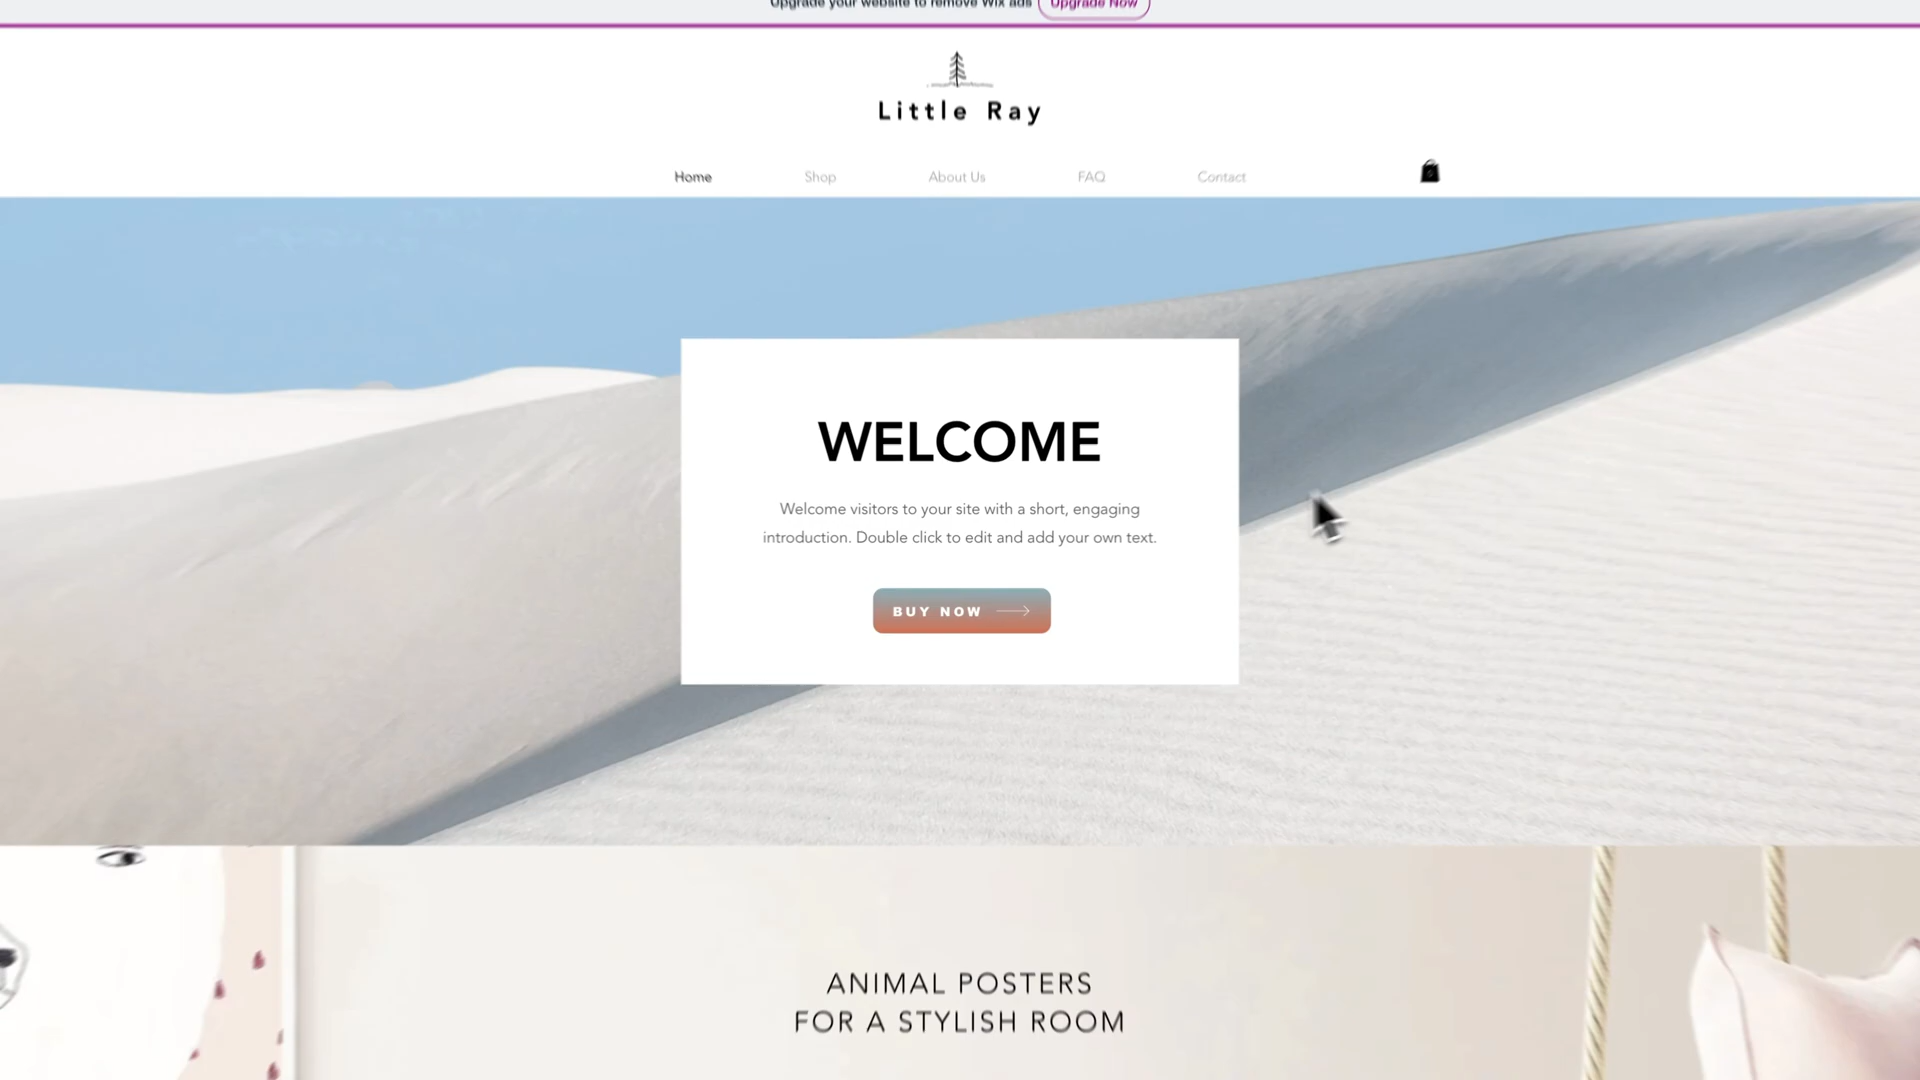 Upgrade your website to remove Wix ads
Upgrade Now
Little Ray
Home
Shop
About Us
FAQ
Contact
WELCOME
Welcome visitors to your site with a short, engaging
introduction. Double click to edit and add your own text.
BUY NOW
ANIMAL POSTERS
FOR A STYLISH ROOM